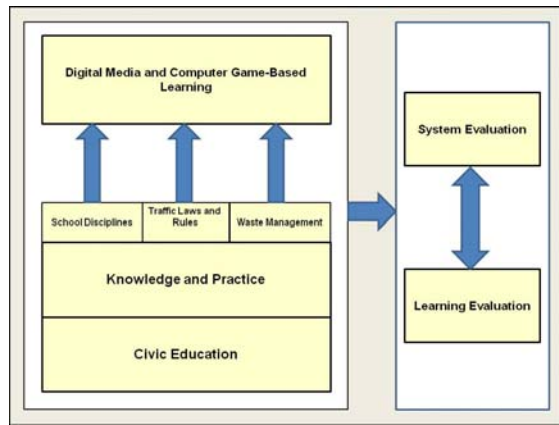 Digital Media and Computer Game-Based
Learning
System Evaluation
School Disciplines
Traffic Laws and
Rules
Waste Management
Knowledge and Practice
Learning Evaluation
Civic Education